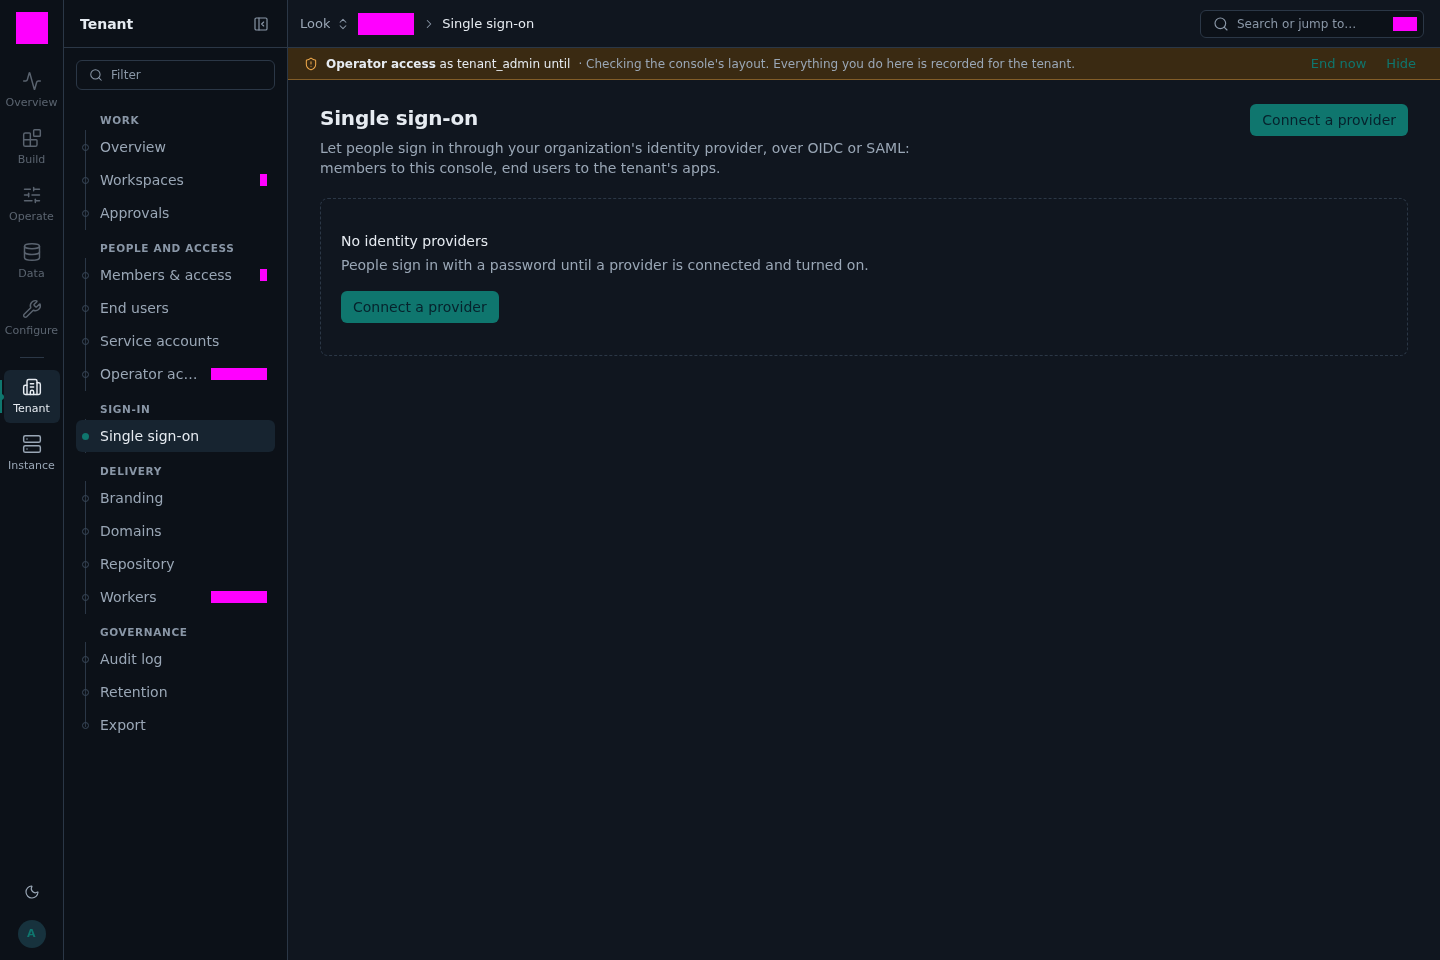 Tenant
Look
Single sign-on
Search or jump to…
Operator access as tenant_admin until · Checking the console's layout. Everything you do here is recorded for the tenant.
End now
Hide
Overview
Build
Operate
Data
Configure
Tenant
Instance
A
Filter
WORK
Overview
Workspaces
Approvals
PEOPLE AND ACCESS
Members & access
End users
Service accounts
Operator ac…
SIGN-IN
Single sign-on
DELIVERY
Branding
Domains
Repository
Workers
GOVERNANCE
Audit log
Retention
Export
Single sign-on
Connect a provider
Let people sign in through your organization's identity provider, over OIDC or SAML:
members to this console, end users to the tenant's apps.
No identity providers
People sign in with a password until a provider is connected and turned on.
Connect a provider